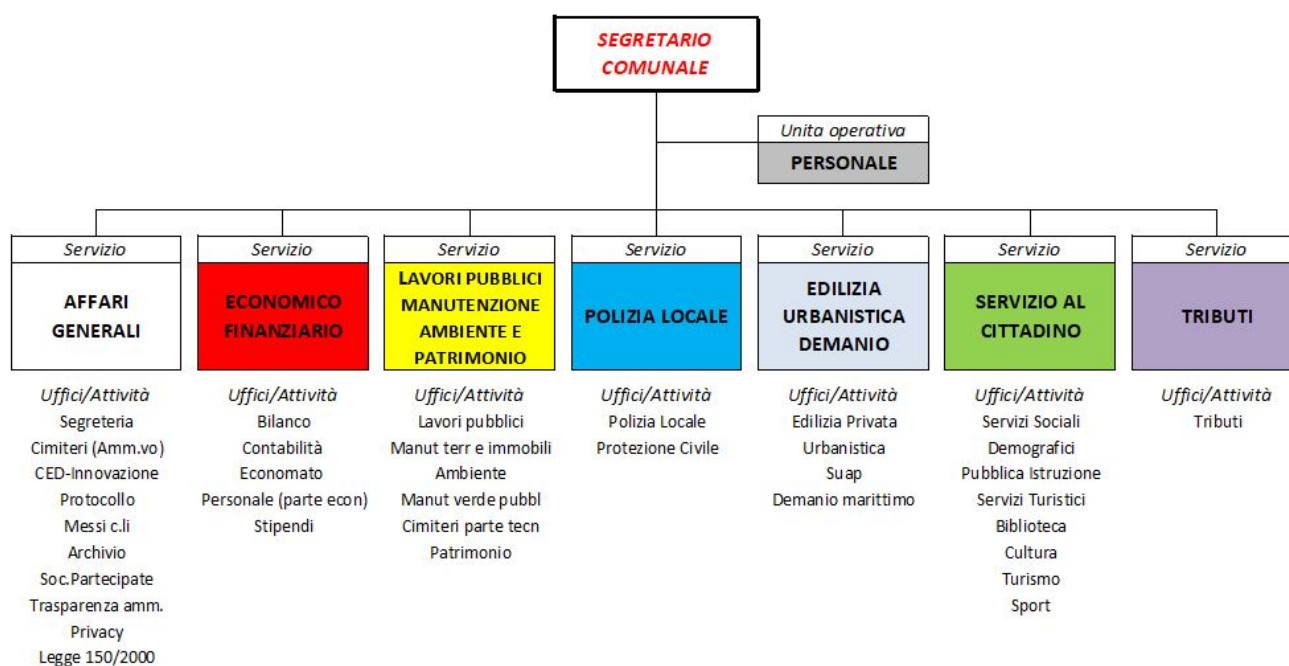 SEGRETARIO
COMUNALE
Unita operativa
PERSONALE
Servizio
AFFARI
GENERALI
Uffici/Attività
Segreteria
Cimiteri (Amm.vo)
CED-Innovazione
Protocollo
Messi c.li
Archivio
Soc.Partecipate
Trasparenza amm.
Privacy
Legge 150/2000
Servizio
ECONOMICO
FINANZIARIO
Uffici/Attività
Bilanco
Contabilità
Economato
Personale (parte econ)
Stipendi
Servizio
LAVORI PUBBLICI
MANUTENZIONE
AMBIENTE E
PATRIMONIO
Uffici/Attività
Lavori pubblici
Manut terr e immobili
Ambiente
Manut verde pubbl
Cimiteri parte tecn
Patrimonio
Servizio
POLIZIA LOCALE
Uffici/Attività
Polizia Locale
Protezione Civile
Servizio
EDILIZIA
URBANISTICA
DEMANIO
Uffici/Attività
Edilizia Privata
Urbanistica
Suap
Demanio marittimo
Servizio
SERVIZIO AL
CITTADINO
Uffici/Attività
Servizi Sociali
Demografici
Pubblica Istruzione
Servizi Turistici
Biblioteca
Cultura
Turismo
Sport
Servizio
TRIBUTI
Uffici/Attività
Tributi